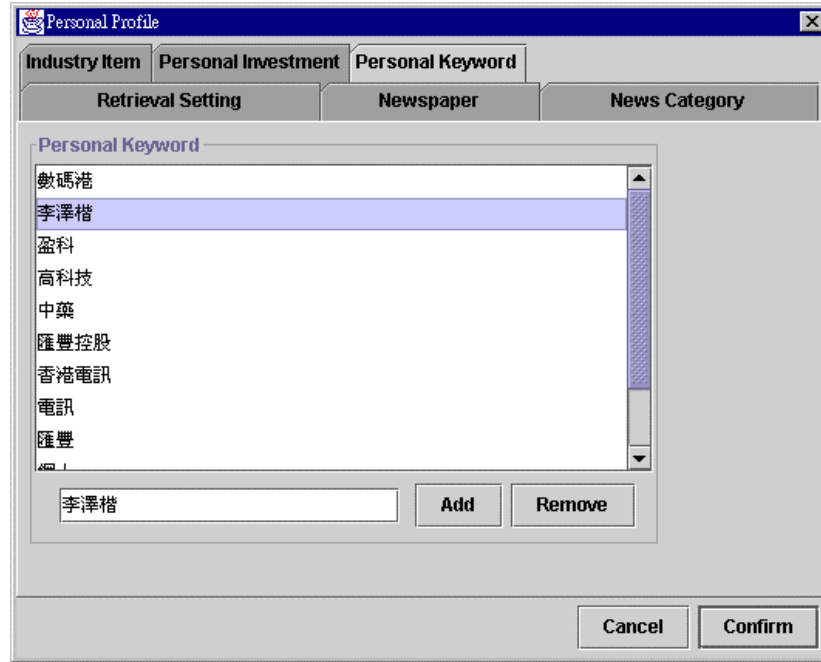 Personal Profile
Industry Item Personal Investment Personal Keyword
Retrieval Setting Newspaper News Category
Personal Keyword
數碼港
李澤楷
盈科
高科技
中藥
匯豐控股
香港電訊
電訊
匯豐
李澤楷 Add Remove
Cancel Confirm